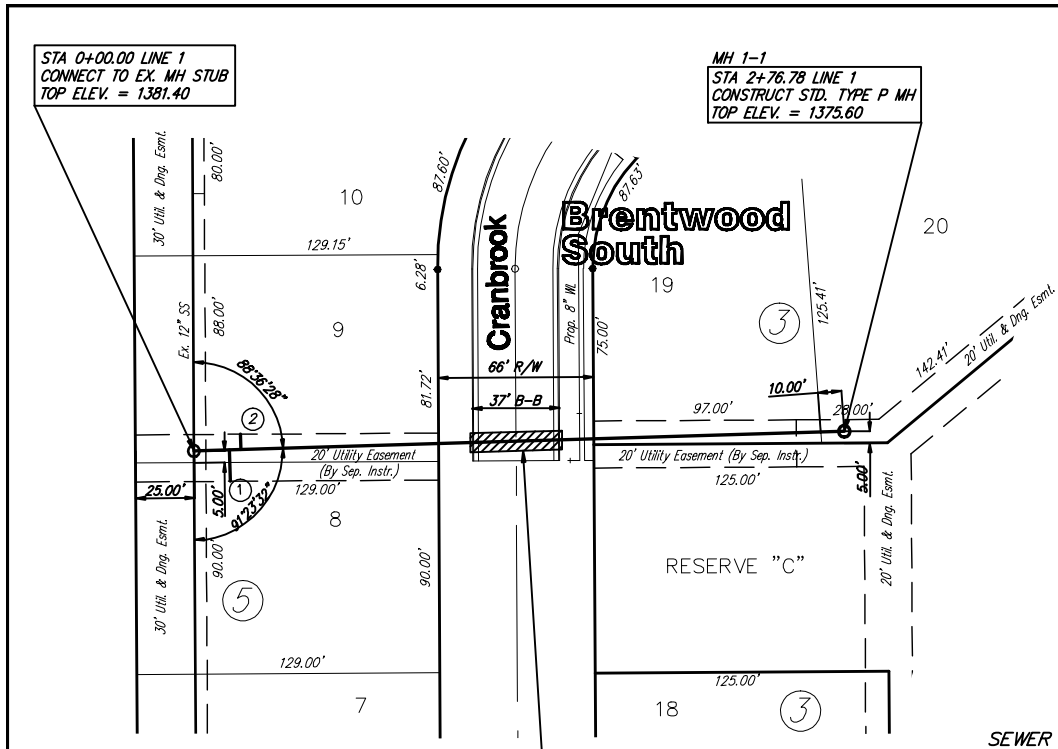 STA 0+00.00 LINE 1
CONNECT TO EX. MH STUB
TOP ELEV. = 1381.40
MH 1-1
STA 2+76.78 LINE 1
CONSTRUCT STD. TYPE P MH
TOP ELEV. = 1375.60
30' Util. & Dng. Esmt.
80.00'
10
87.60'
87.63'
Brentwood
South
20
129.15'
6.28'
Cranbrook
19
Ex. 12" SS
88.00'
9
Prop. 8" WL
75.00'
3
125.41'
142.41'
20' Util. & Dng. Esmt.
88°36'28"
81.72'
66' R/W
37' B-B
10.00'
97.00'
28.00'
2
20' Utility Easement
(By Sep. Instr.)
20' Utility Easement (By Sep. Instr.)
25.00'
5.00'
1
129.00'
125.00'
5.00'
91°23'32"
8
30' Util. & Dng. Esmt.
90.00'
90.00'
20' Util. & Dng. Esmt.
RESERVE "C"
5
129.00'
125.00'
7
18
3
SEWER